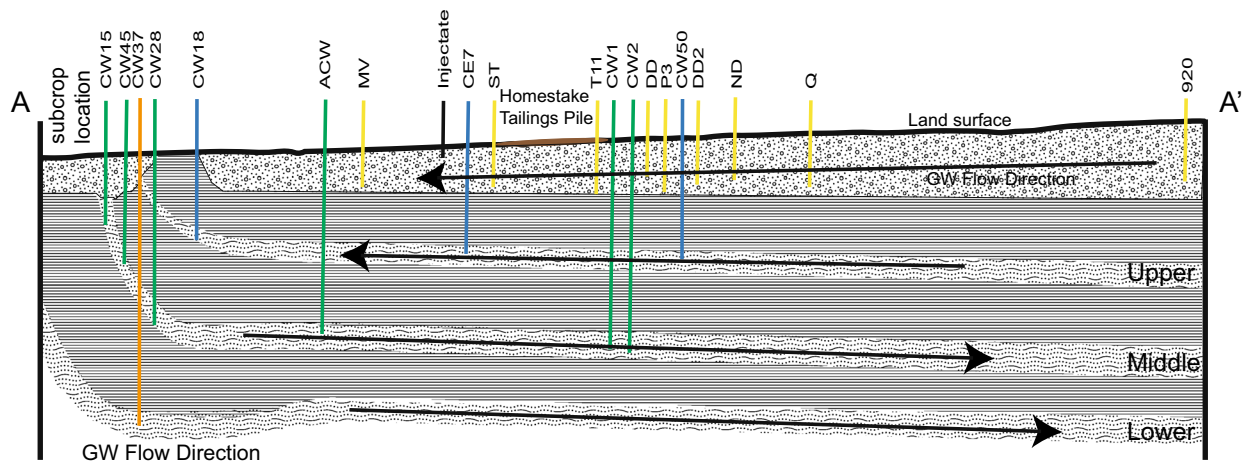 A
subcrop
location
CW15
CW45
CW37
CW28
CW18
ACW
MV
Injectate
CE7
ST
Homestake
Tailings Pile
T11
CW1
CW2
DD
P3
CW50
DD2
ND
Q
920
A'
Land surface
GW Flow Direction
Upper
Middle
Lower
GW Flow Direction